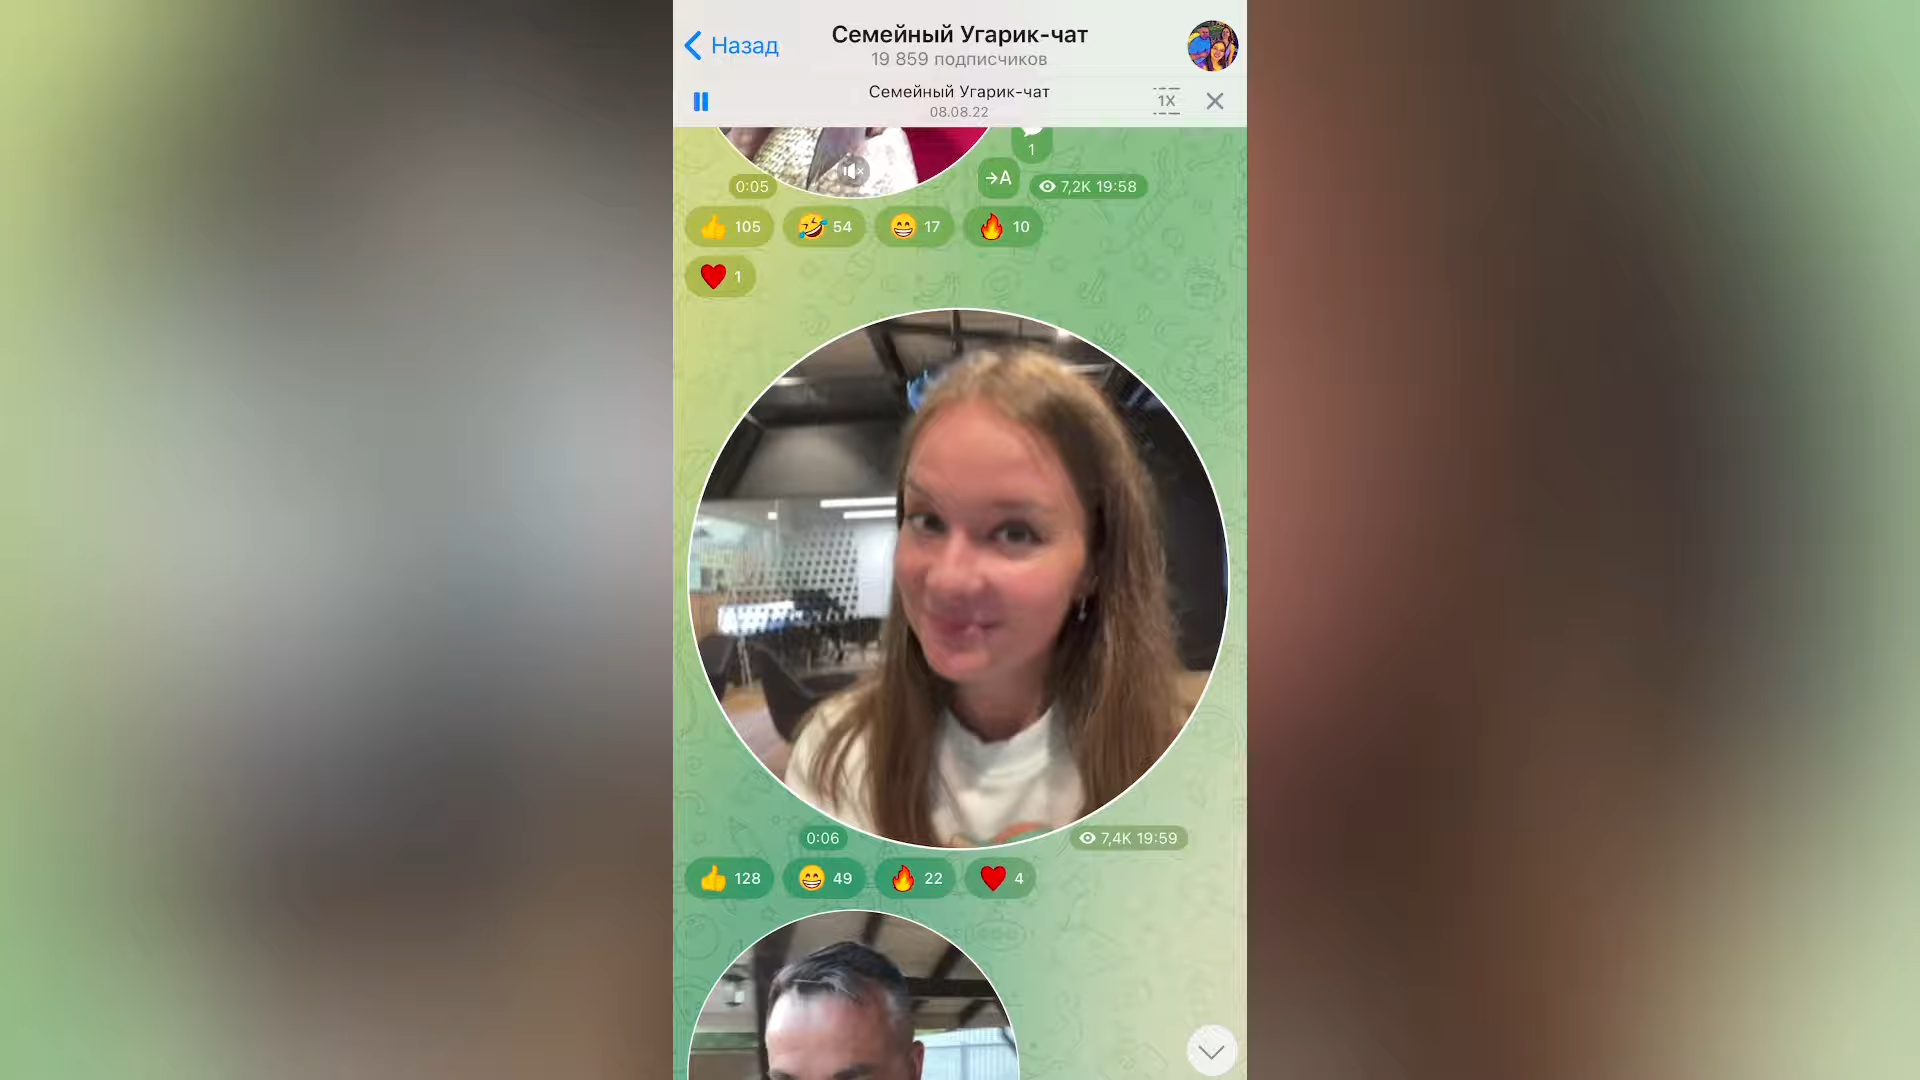 Назад
Семейный Угарик-чат
19 859 подписчиков
Семейный Угарик-чат
08.08.22
1X
1
0:05
→A
7,2K 19:58
105
54
17
10
1
0:06
7,4K 19:59
128
49
22
4